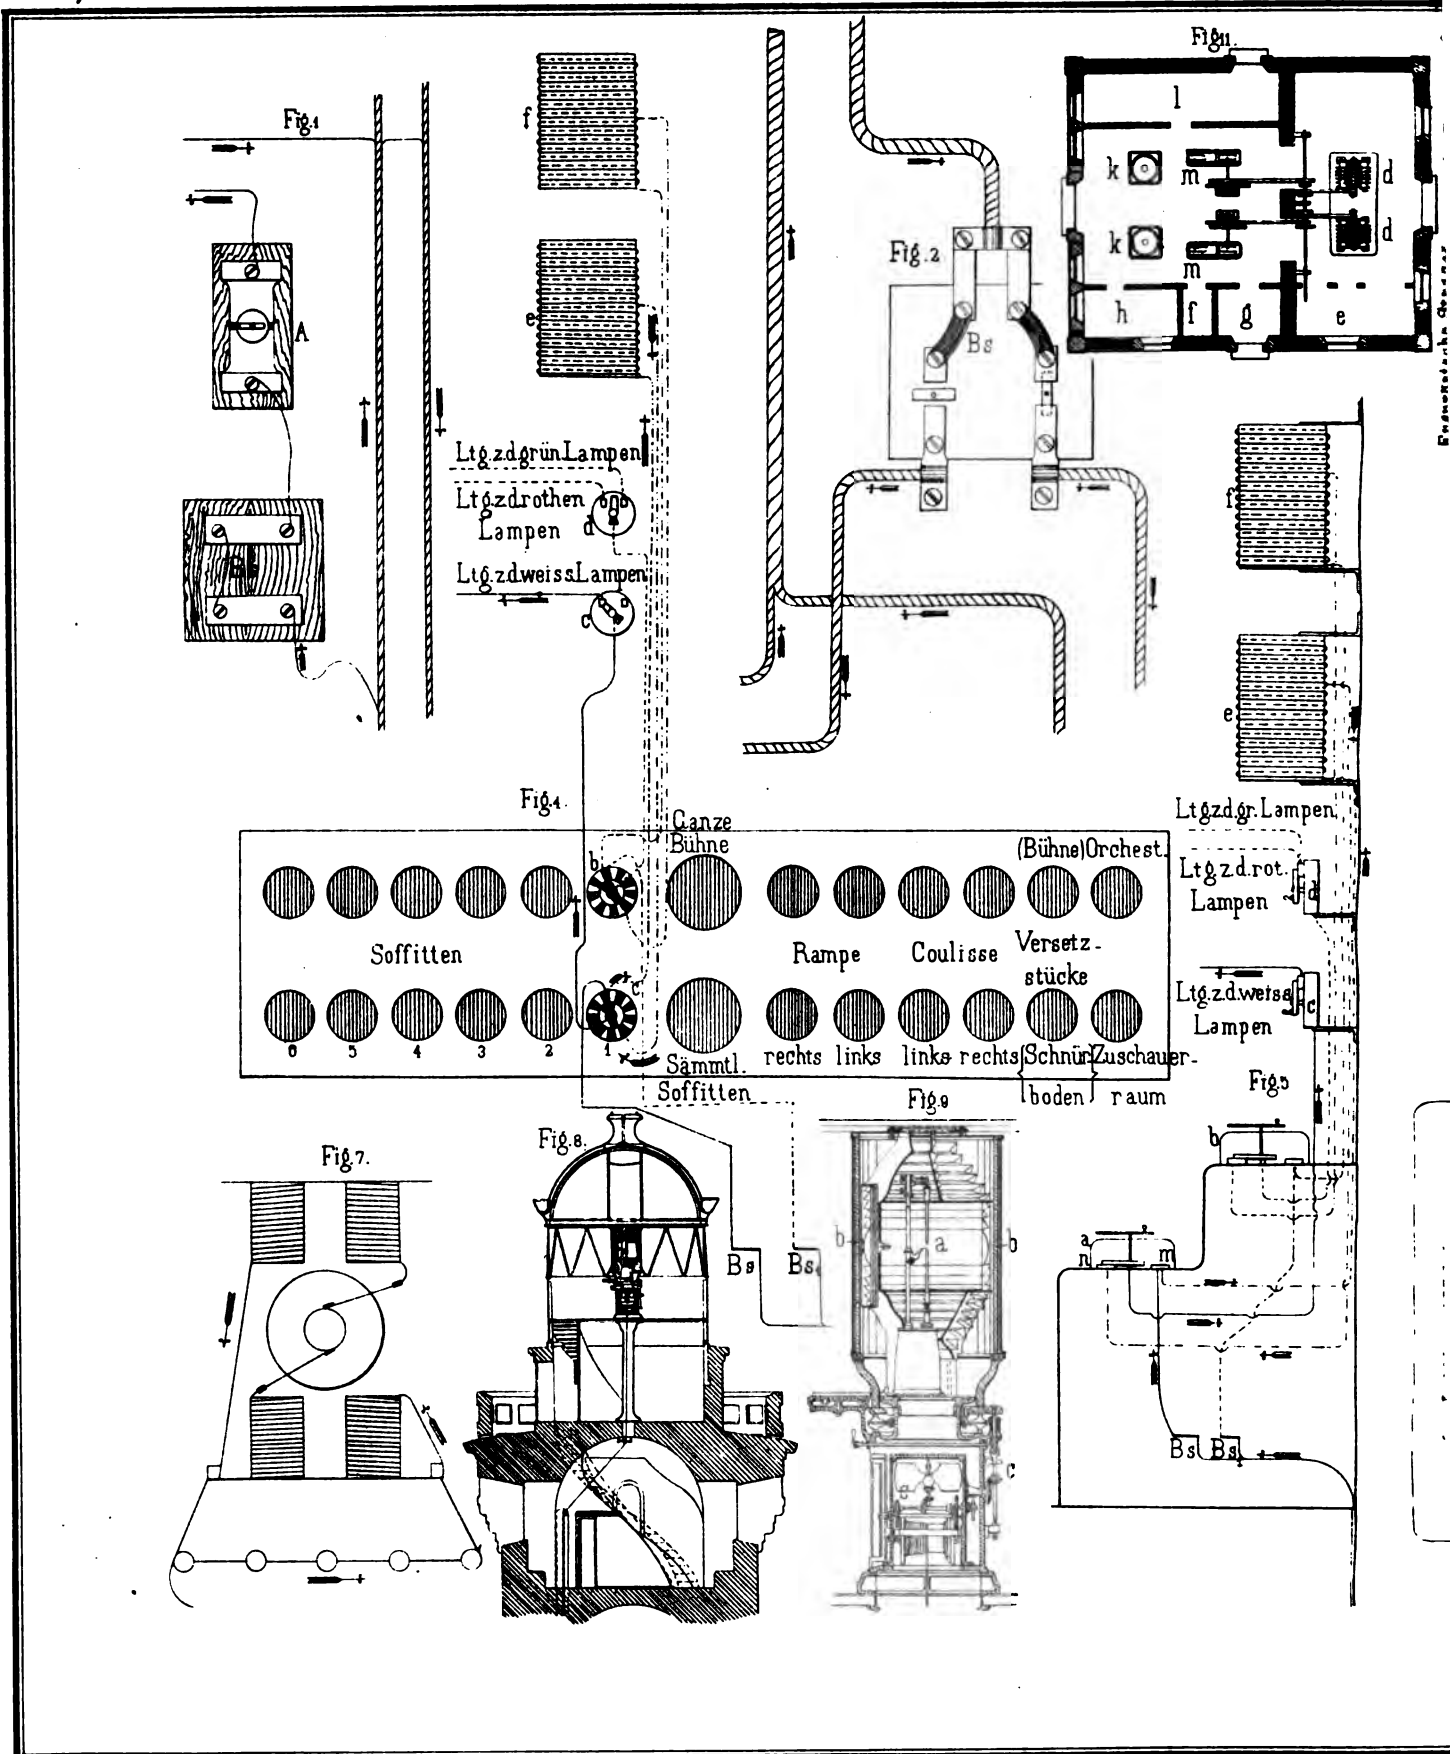 Fig.1
A
f
e
Ltg.z.d.grün.Lampen
Ltg.z.d.rothen
Lampen
d
Ltg.z.d.weiss.Lampen
c
Fig.2
Bs
Fig.11.
l
k
m
d
k
m
d
h
f
g
e
f
e
Ltg.z.d.gr.Lampen
Ltg.z.d.rot.
Lampen
d
Ltg.z.d.weiss
Lampen
c
Fig.5
b
a
n
m
Bs
Bs
Fig.4.
b
Ganze
Bühne
(Bühne) Orchest.
Soffitten
Rampe
Coulisse
Versetz-
stücke
c
6 5 4 3 2 1
Sämmtl.
Soffitten
rechts links links rechts (Schnür) Zuschauer-
boden raum
Fig.7.
Fig.8.
Bs
Bs
Fig.9
b
a
b
c
e